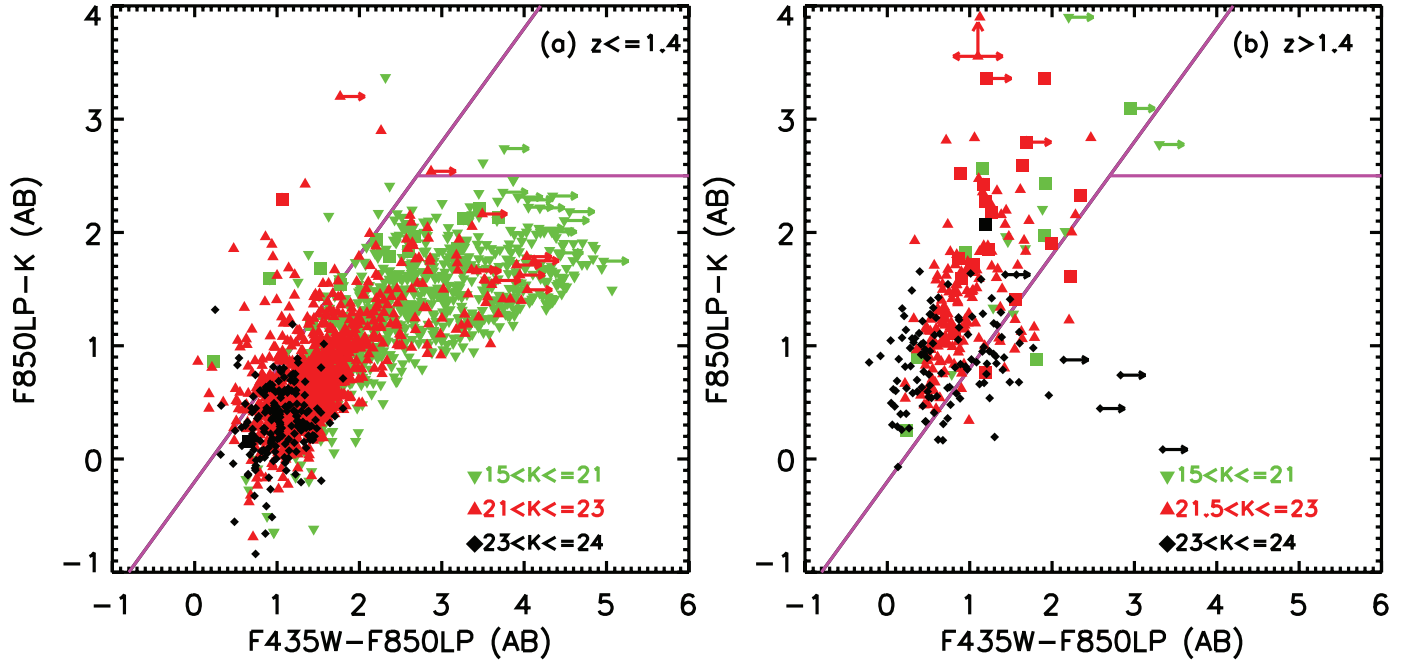 (a) z<=1.4
4
3
2
1
0
−1
F850LP−K (AB)
15<K<=21
21<K<=23
23<K<=24
−1 0 1 2 3 4 5 6
F435W−F850LP (AB)
(b) z>1.4
4
3
2
1
0
−1
F850LP−K (AB)
15<K<=21
21.5<K<=23
23<K<=24
−1 0 1 2 3 4 5 6
F435W−F850LP (AB)